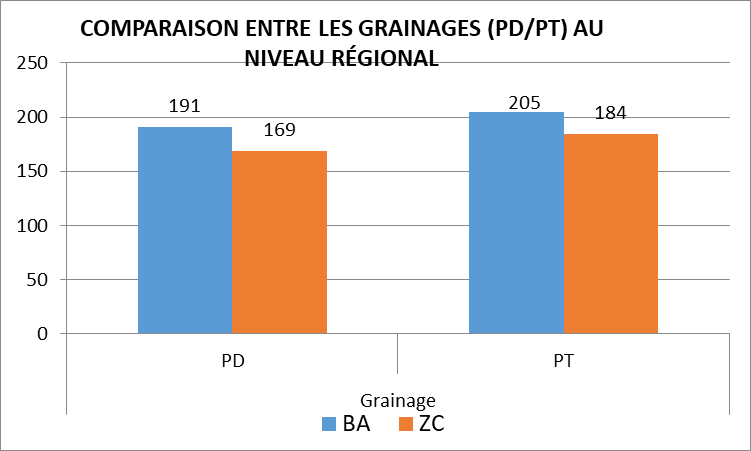 COMPARAISON ENTRE LES GRAINAGES (PD/PT) AU
NIVEAU RÉGIONAL
250
200
150
100
50
0
191
169
205
184
PD
PT
Grainage
BA
ZC